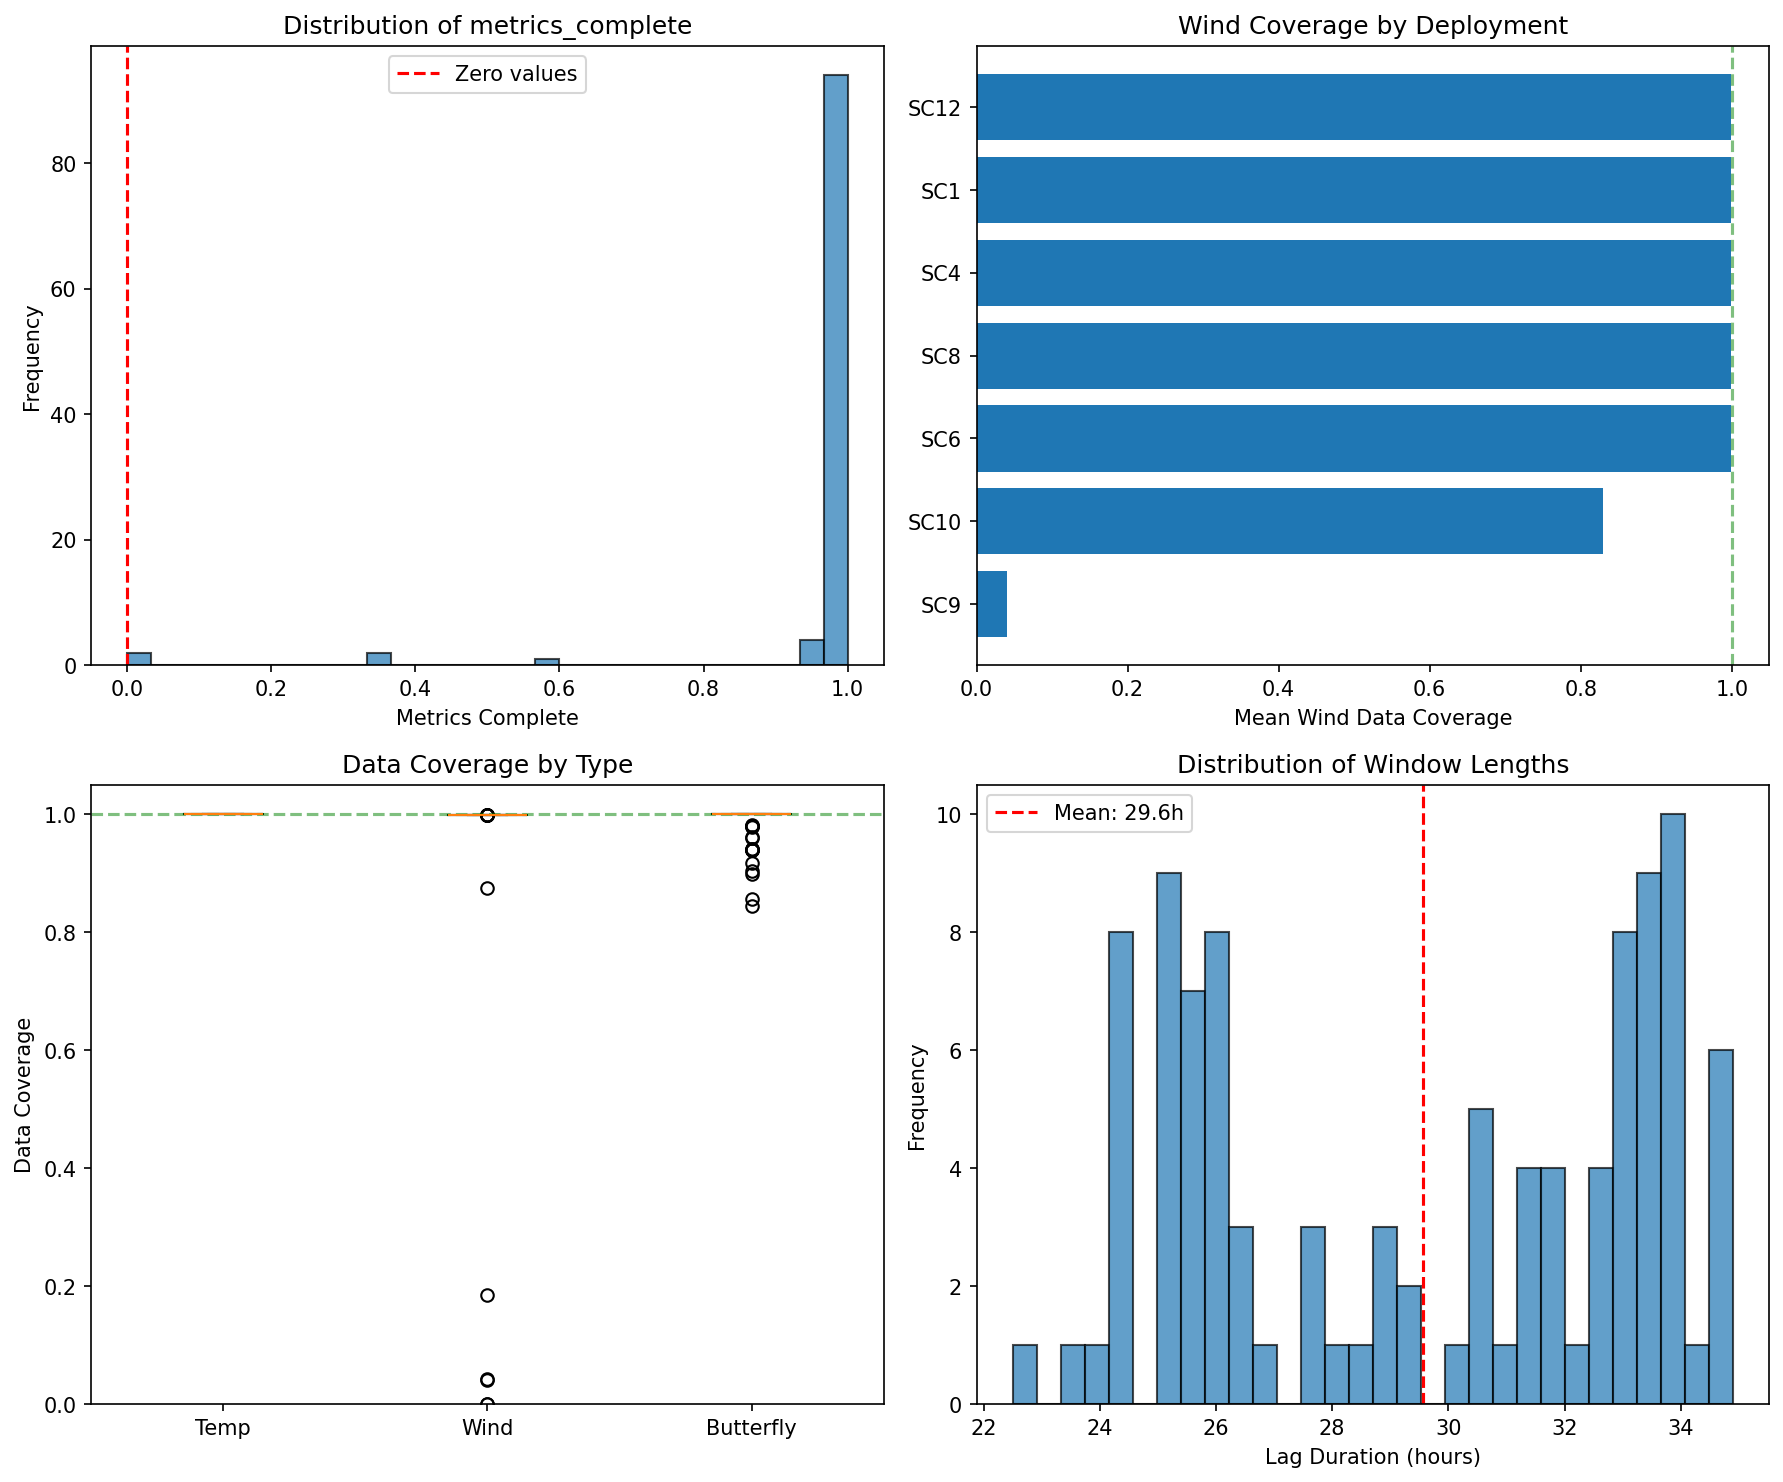 Distribution of metrics_complete
Zero values
80
60
40
20
0
Frequency
0.0 0.2 0.4 0.6 0.8 1.0
Metrics Complete
Wind Coverage by Deployment
SC12
SC1
SC4
SC8
SC6
SC10
SC9
0.0 0.2 0.4 0.6 0.8 1.0
Mean Wind Data Coverage
Data Coverage by Type
1.0
0.8
0.6
0.4
0.2
0.0
Data Coverage
Temp Wind Butterfly
Distribution of Window Lengths
Mean: 29.6h
10
8
6
4
2
0
Frequency
22 24 26 28 30 32 34
Lag Duration (hours)